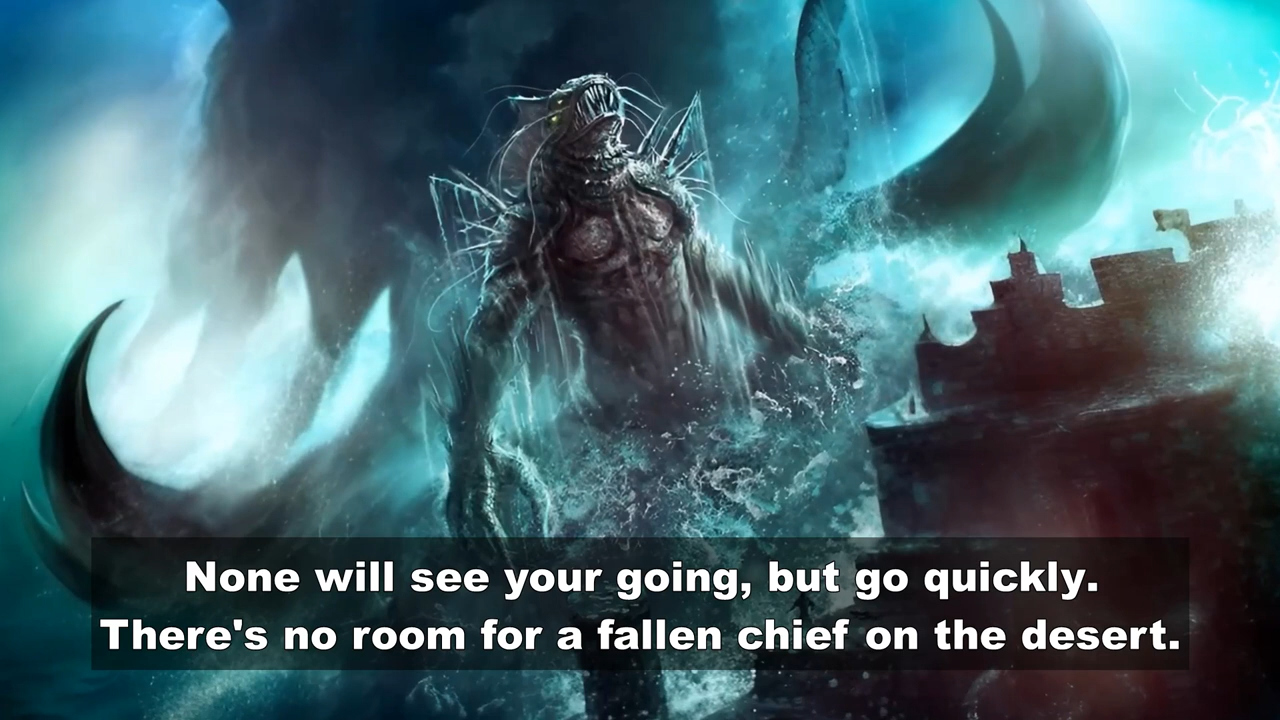 None will see your going, but go quickly.
There's no room for a fallen chief on the desert.